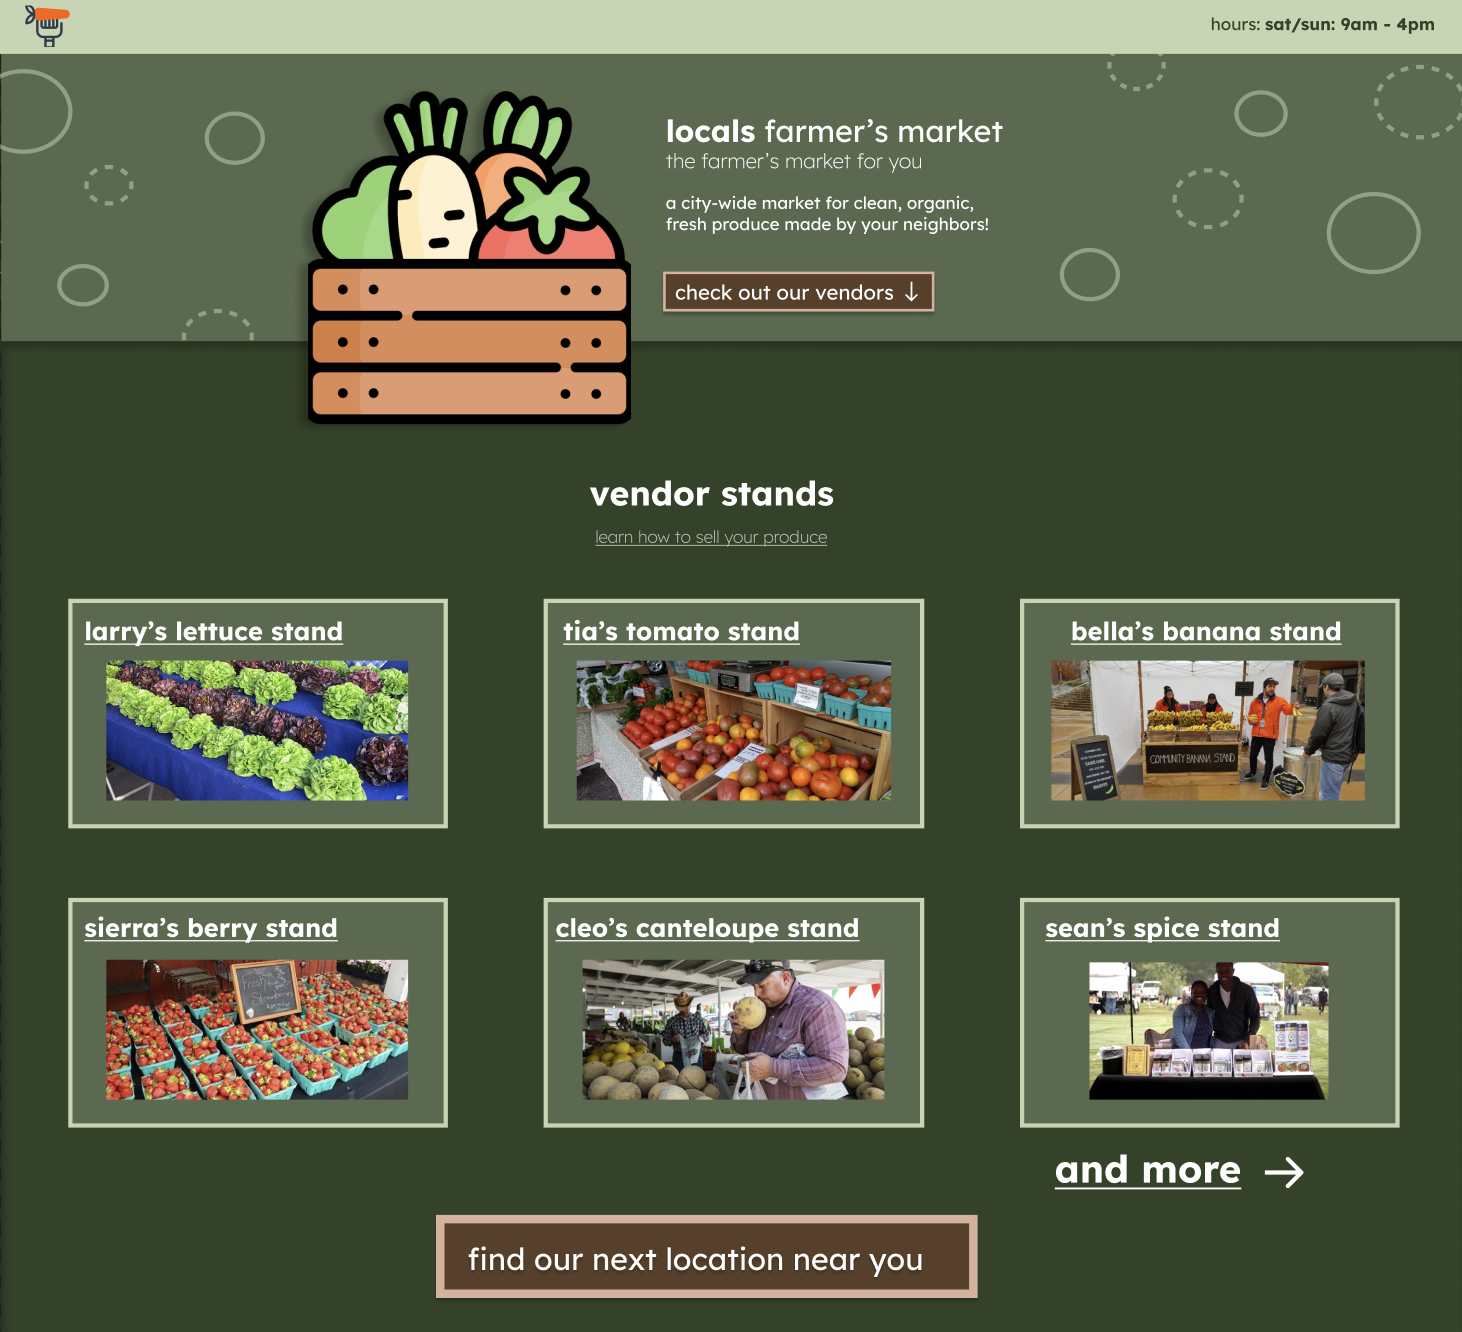 hours: sat/sun: 9am - 4pm
locals farmer's market
the farmer's market for you
a city-wide market for clean, organic,
fresh produce made by your neighbors!
check out our vendors ↓
vendor stands
learn how to sell your produce
larry's lettuce stand
tia's tomato stand
bella's banana stand
COMMUNITY BANANA STAND
sierra's berry stand
cleo's canteloupe stand
sean's spice stand
Fresh
Strawberries
and more →
find our next location near you